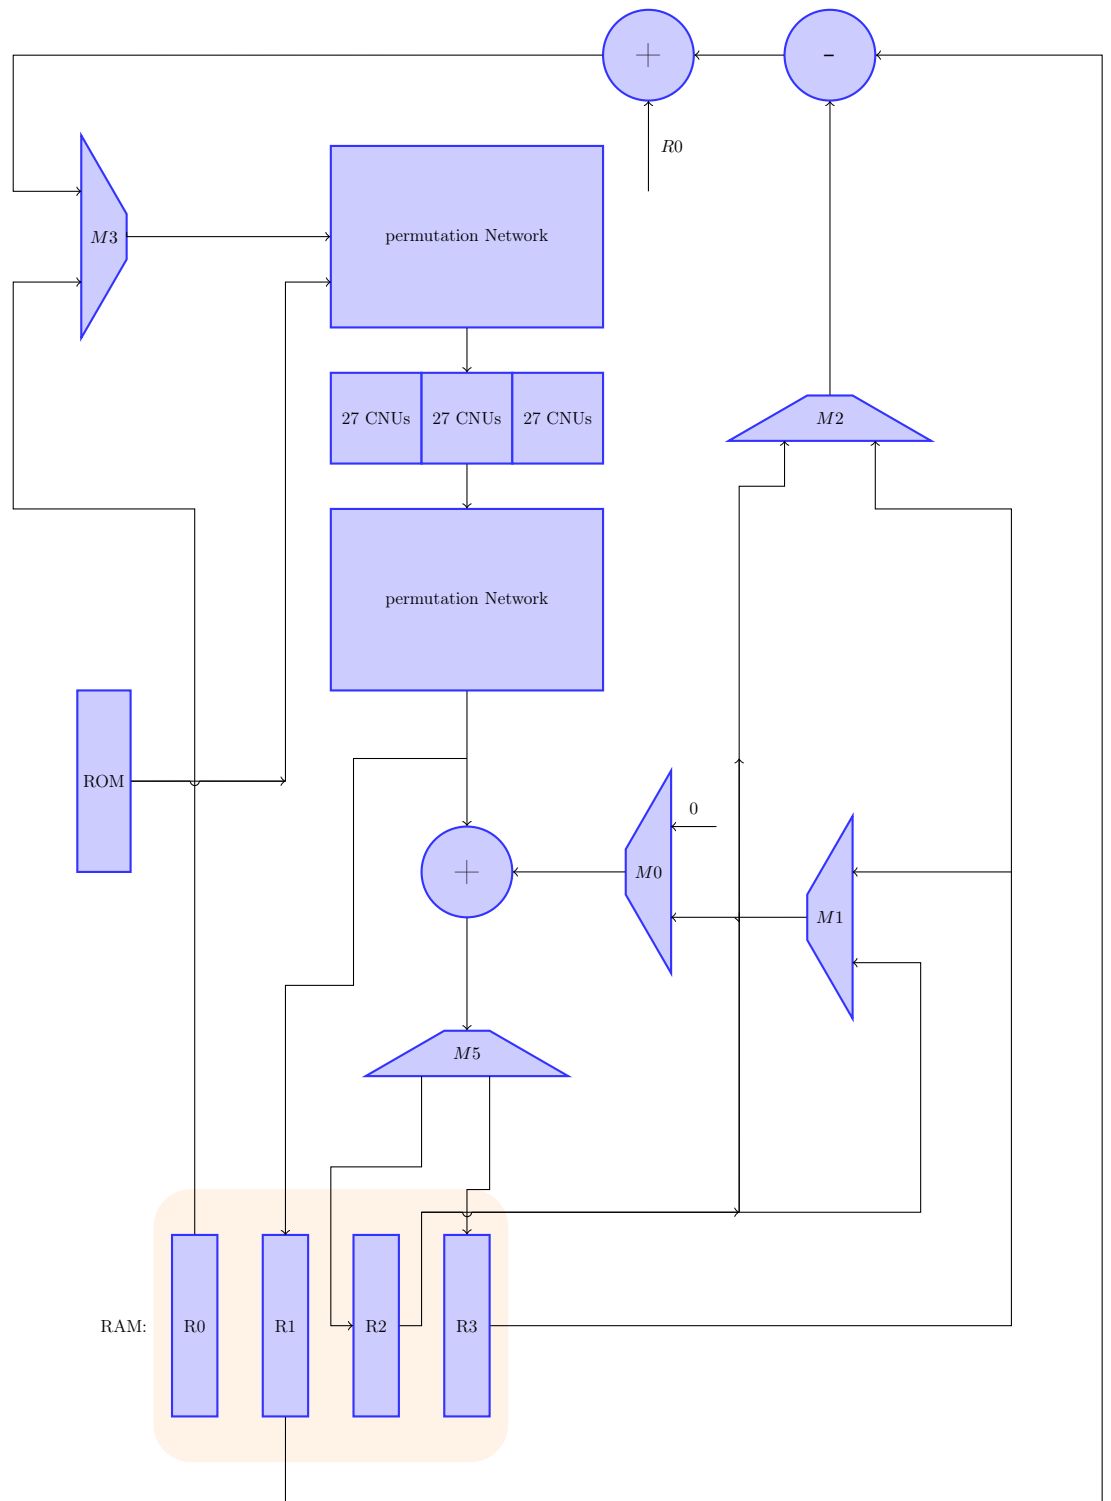 +
-
R0
M3
permutation Network
27 CNUs
27 CNUs
27 CNUs
M2
permutation Network
ROM
0
+
M0
M1
M5
RAM:
R0
R1
R2
R3